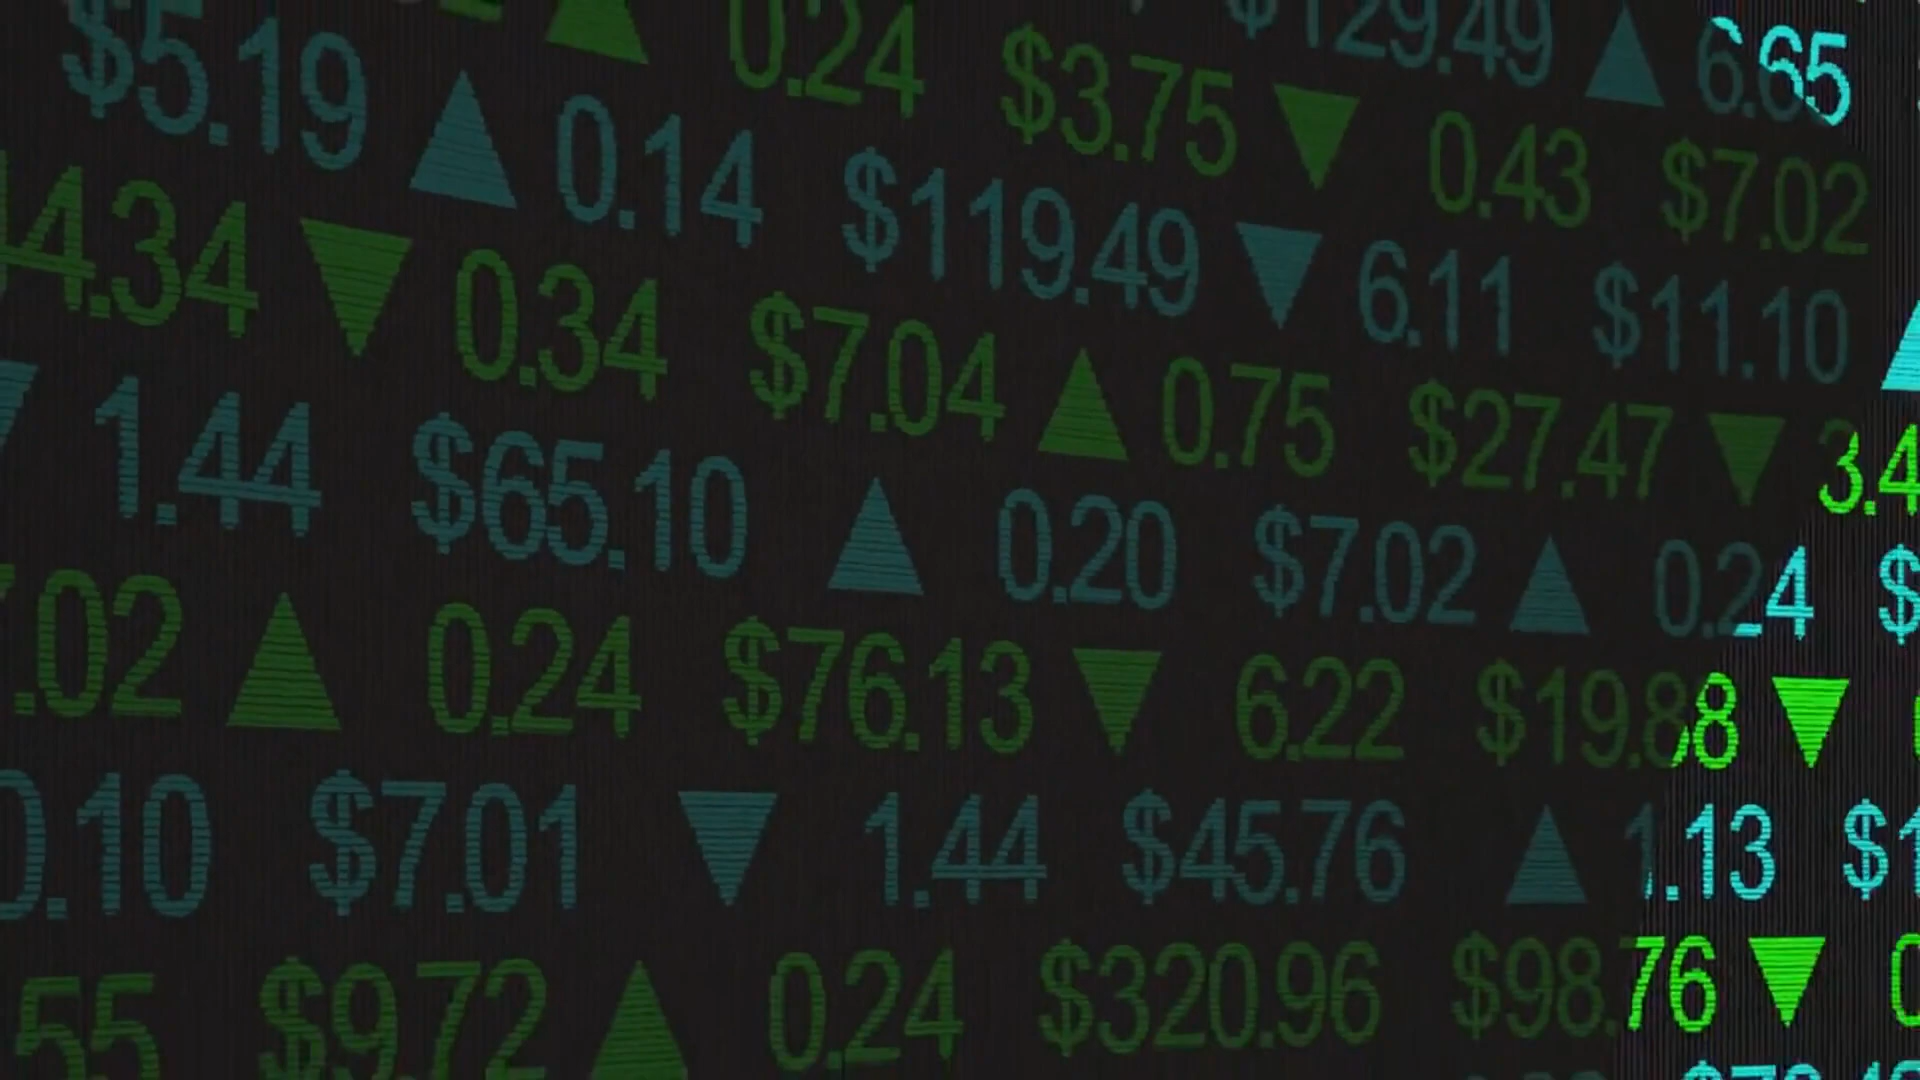 0.24 $3.75 ▼ 0.43 $7.02
$5.19 ▲ 0.14 $119.49 ▼ 6.11 $11.10 ▲
$129.49 ▲ 6.65
4.34 ▼ 0.34 $7.04 ▲ 0.75 $27.47 ▼ 3.4
1.44 $65.10 ▲ 0.20 $7.02 ▲ 0.24 $
.02 ▲ 0.24 $76.13 ▼ 6.22 $19.88 ▼
0.10 $7.01 ▼ 1.44 $45.76 ▲ 1.13 $1
55 $9.72 ▲ 0.24 $320.96 $98.76 ▼ 0